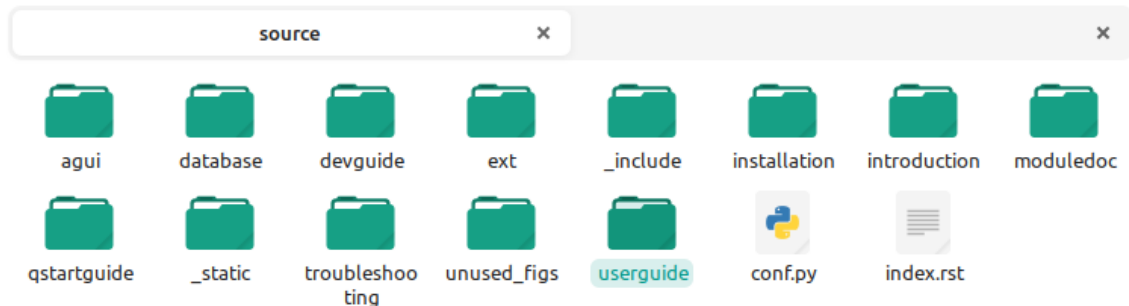 source
agui database devguide ext _include installation introduction moduledoc
qstartguide _static troubleshoo
ting unused_figs userguide conf.py index.rst